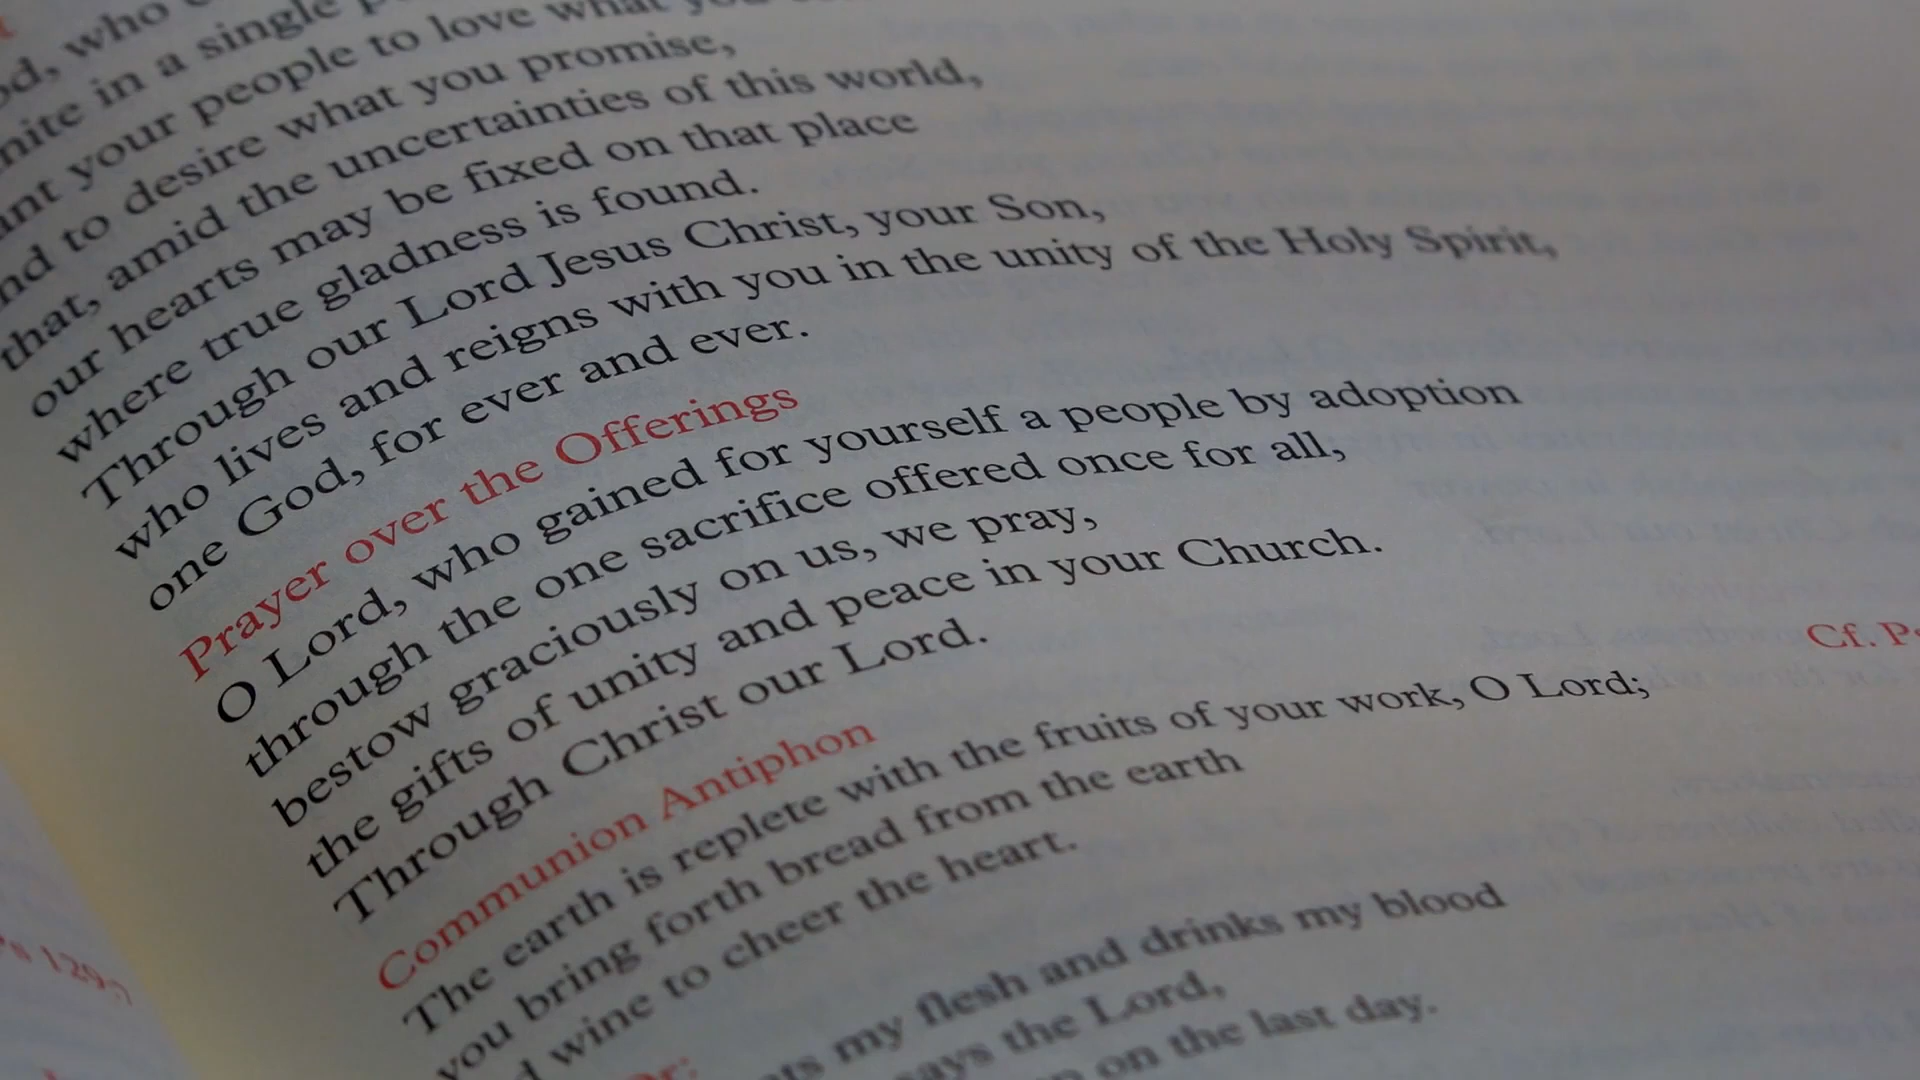 who
in a single
your people to love what
to desire what you promise,
that, amid the uncertainties of this world,
our hearts may be fixed on that place
where true gladness is found.
Through our Lord Jesus Christ, your Son,
who lives and reigns with you in the unity of the Holy Spirit,
one God, for ever and ever.
Prayer over the Offerings
O Lord, who gained for yourself a people by adoption
through the one sacrifice offered once for all,
bestow graciously on us, we pray,
the gifts of unity and peace in your Church.
Through Christ our Lord.
Communion Antiphon
Cf. Ps
The earth is replete with the fruits of your work, O Lord;
you bring forth bread from the earth
wine to cheer the heart.
Or:
my flesh and drinks my blood
says the Lord,
on the last day.
Ps 129:7